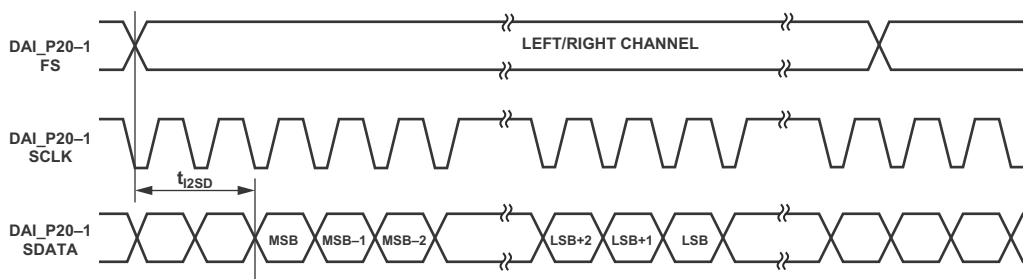 DAI_P20–1
FS
LEFT/RIGHT CHANNEL
DAI_P20–1
SCLK
tI2SD
DAI_P20–1
SDATA
MSB
MSB–1
MSB–2
LSB+2
LSB+1
LSB